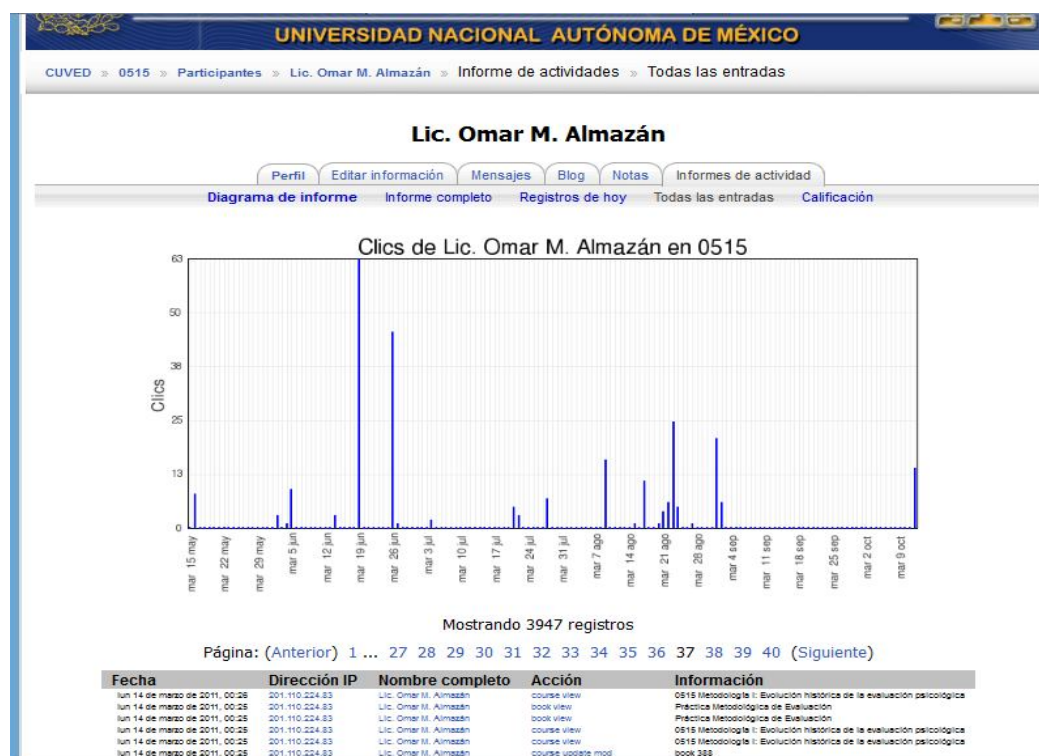 UNIVERSIDAD NACIONAL AUTÓNOMA DE MÉXICO
CUVED » 0515 » Participantes » Lic. Omar M. Almazán » Informe de actividades » Todas las entradas
Lic. Omar M. Almazán
Perfil Editar información Mensajes Blog Notas Informes de actividad
Diagrama de informe Informe completo Registros de hoy Todas las entradas Calificación
Clics de Lic. Omar M. Almazán en 0515
63
50
38
25
13
0
Clics
mar 15 may mar 22 may mar 29 may mar 5 jun mar 12 jun mar 19 jun mar 26 jun mar 3 jul mar 10 jul mar 17 jul mar 24 jul mar 31 jul mar 7 ago mar 14 ago mar 21 ago mar 28 ago mar 4 sep mar 11 sep mar 18 sep mar 25 sep mar 2 oct mar 9 oct
Mostrando 3947 registros
Página: (Anterior) 1 ... 27 28 29 30 31 32 33 34 35 36 37 38 39 40 (Siguiente)
Fecha Dirección IP Nombre completo Acción Información
lun 14 de marzo de 2011, 00:26 201.110.224.83 Lic. Omar M. Almazán course view 0515 Metodología I: Evolución histórica de la evaluación psicológica
lun 14 de marzo de 2011, 00:25 201.110.224.83 Lic. Omar M. Almazán book view Práctica Metodológica de Evaluación
lun 14 de marzo de 2011, 00:25 201.110.224.83 Lic. Omar M. Almazán book view Práctica Metodológica de Evaluación
lun 14 de marzo de 2011, 00:25 201.110.224.83 Lic. Omar M. Almazán course view 0515 Metodología I: Evolución histórica de la evaluación psicológica
lun 14 de marzo de 2011, 00:25 201.110.224.83 Lic. Omar M. Almazán course view 0515 Metodología I: Evolución histórica de la evaluación psicológica
lun 14 de marzo de 2011, 00:25 201.110.224.83 Lic. Omar M. Almazán course update mod book 388